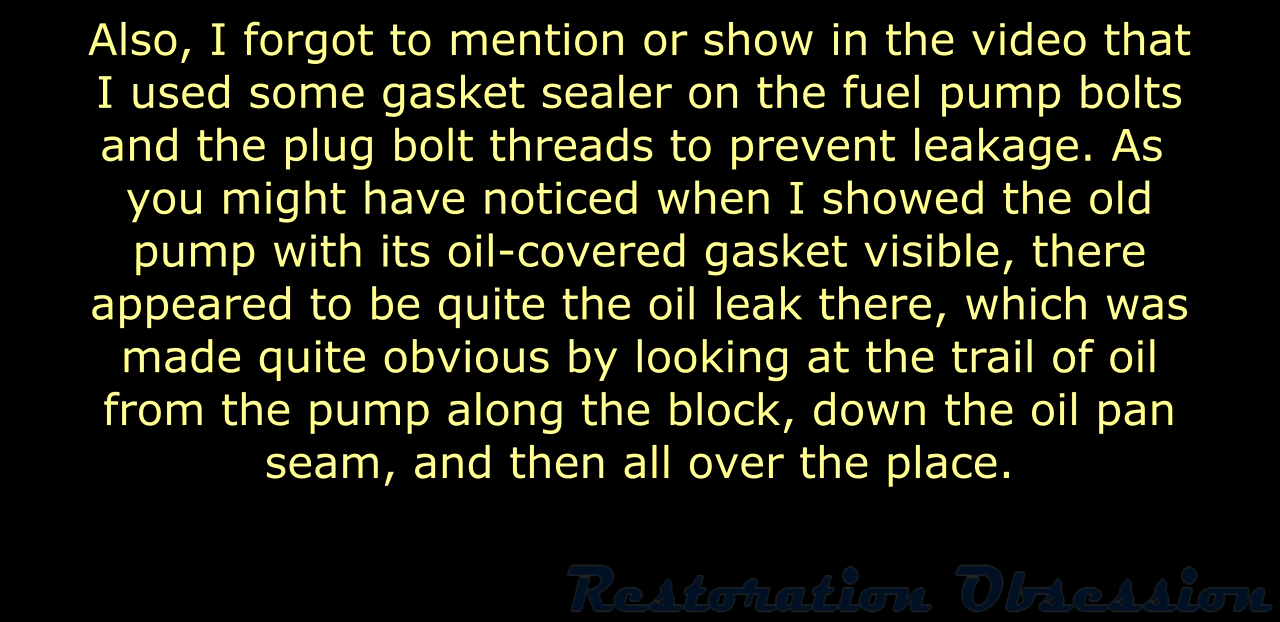 Also, I forgot to mention or show in the video that
I used some gasket sealer on the fuel pump bolts
and the plug bolt threads to prevent leakage. As
you might have noticed when I showed the old
pump with its oil-covered gasket visible, there
appeared to be quite the oil leak there, which was
made quite obvious by looking at the trail of oil
from the pump along the block, down the oil pan
seam, and then all over the place.
Restoration Obsession